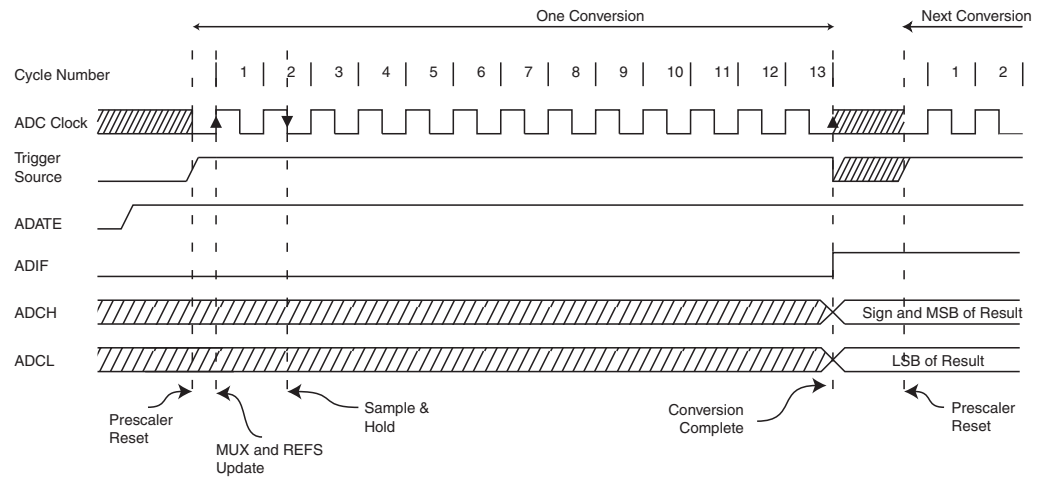 One Conversion
Next Conversion
Cycle Number
1 2 3 4 5 6 7 8 9 10 11 12 13 1 2
ADC Clock
Trigger
Source
ADATE
ADIF
ADCH
Sign and MSB of Result
ADCL
LSB of Result
Prescaler
Reset
MUX and REFS
Update
Sample &
Hold
Conversion
Complete
Prescaler
Reset